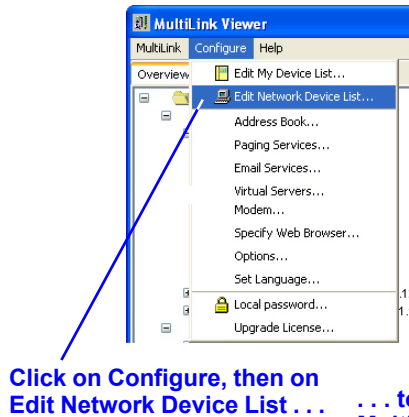 MultiLink Viewer
MultiLink Configure Help
Overview
Edit My Device List...
Edit Network Device List...
Address Book...
Paging Services...
Email Services...
Virtual Servers...
Modem...
Specify Web Browser...
Options...
Set Language...
Local password...
Upgrade License...
Click on Configure, then on
Edit Network Device List . . .